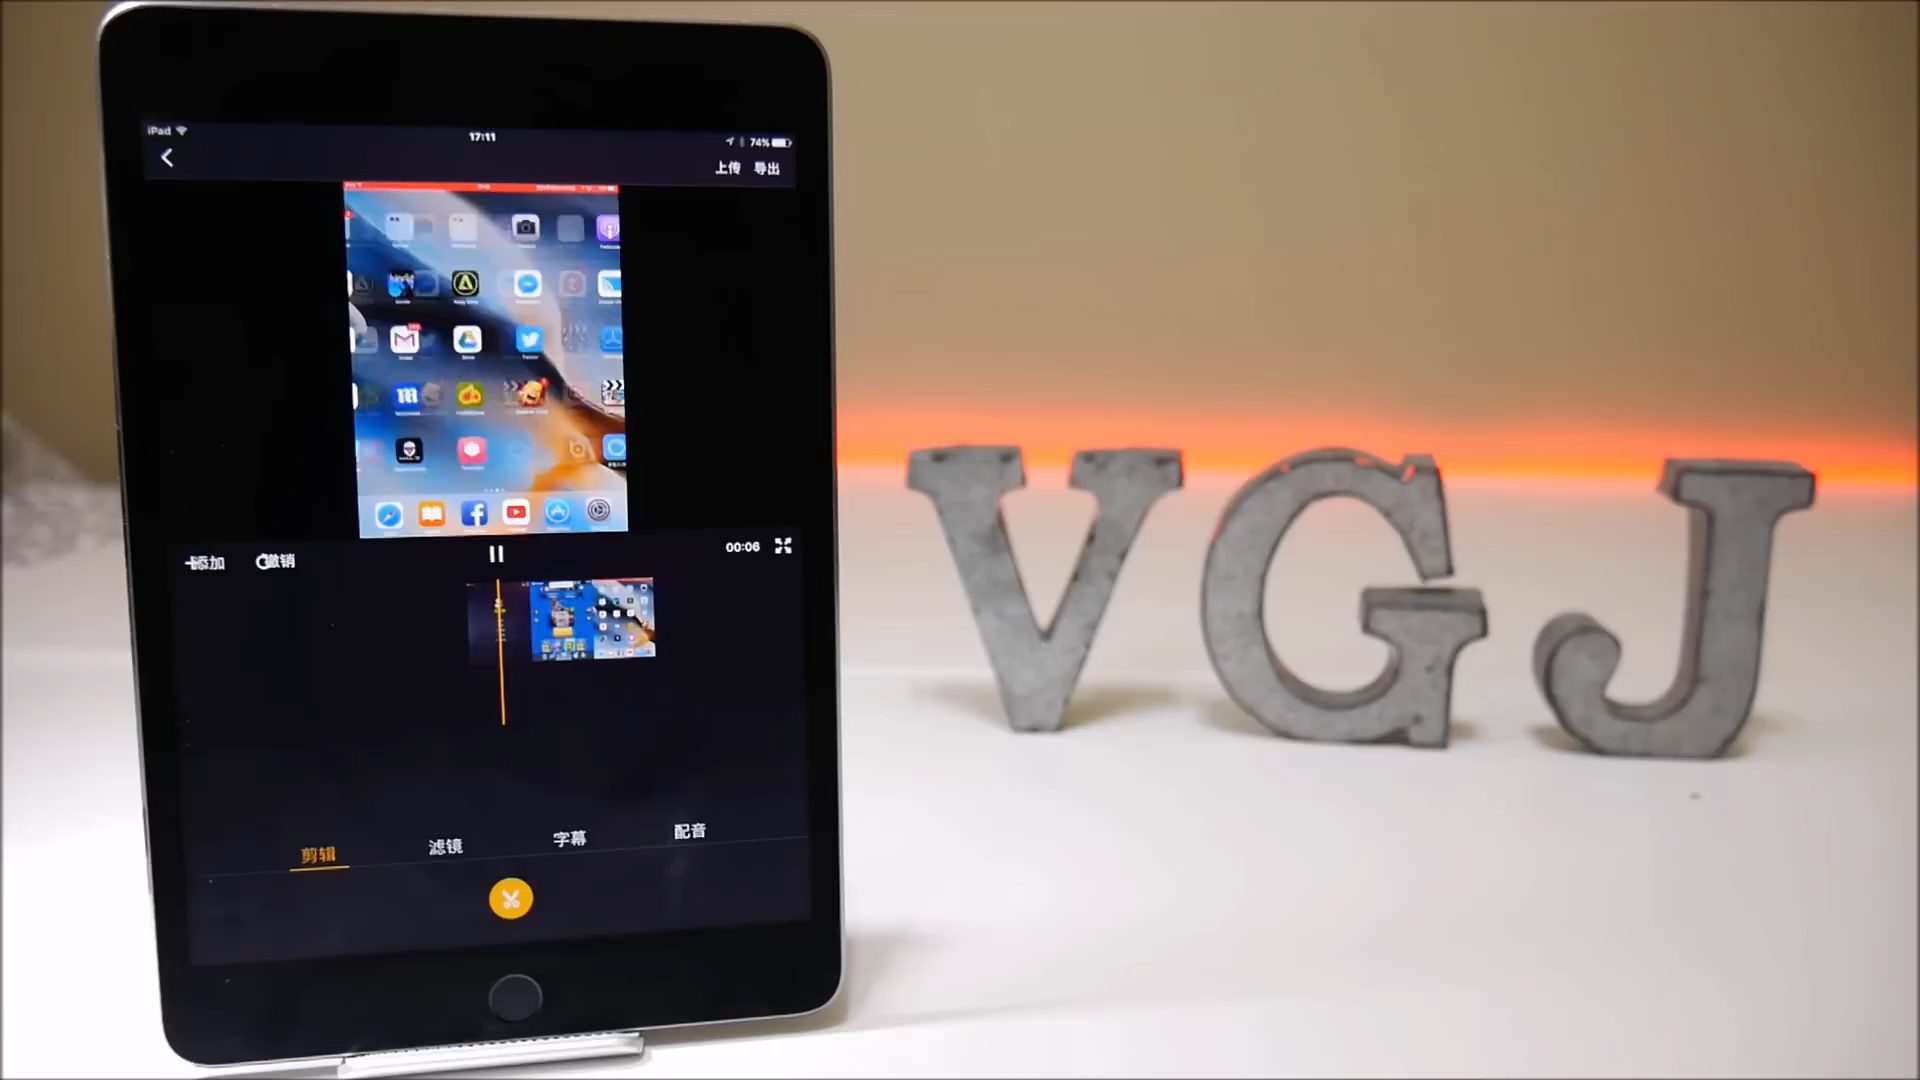 iPad 17:11 74%
上传 导出
添加 撤销 00:06
剪辑 滤镜 字幕 配音
VGJ